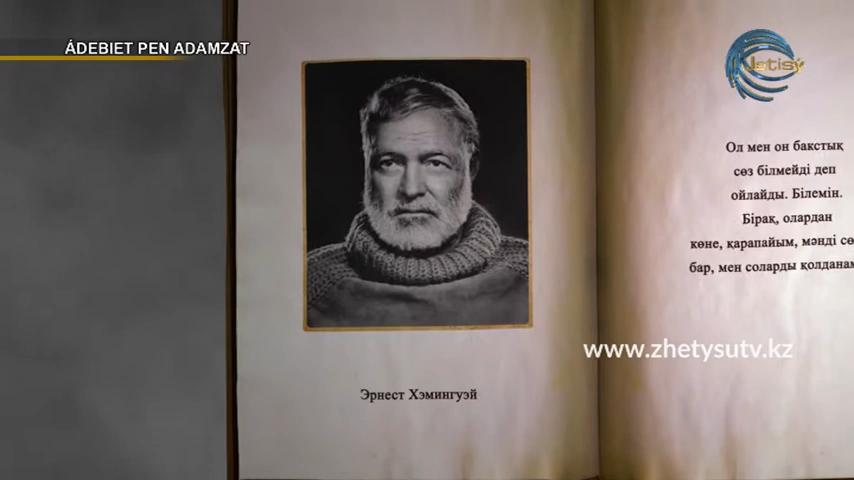 ÁDEBIET PEN ADAMZAT
Jetisý
Ол мен он бакстық
сөз білмейді деп
ойлайды. Білемін.
Бірақ, олардан
көне, қарапайым, мәнді
бар, мен соларды
www.zhetysutv.kz
Эрнест Хэмингуэй